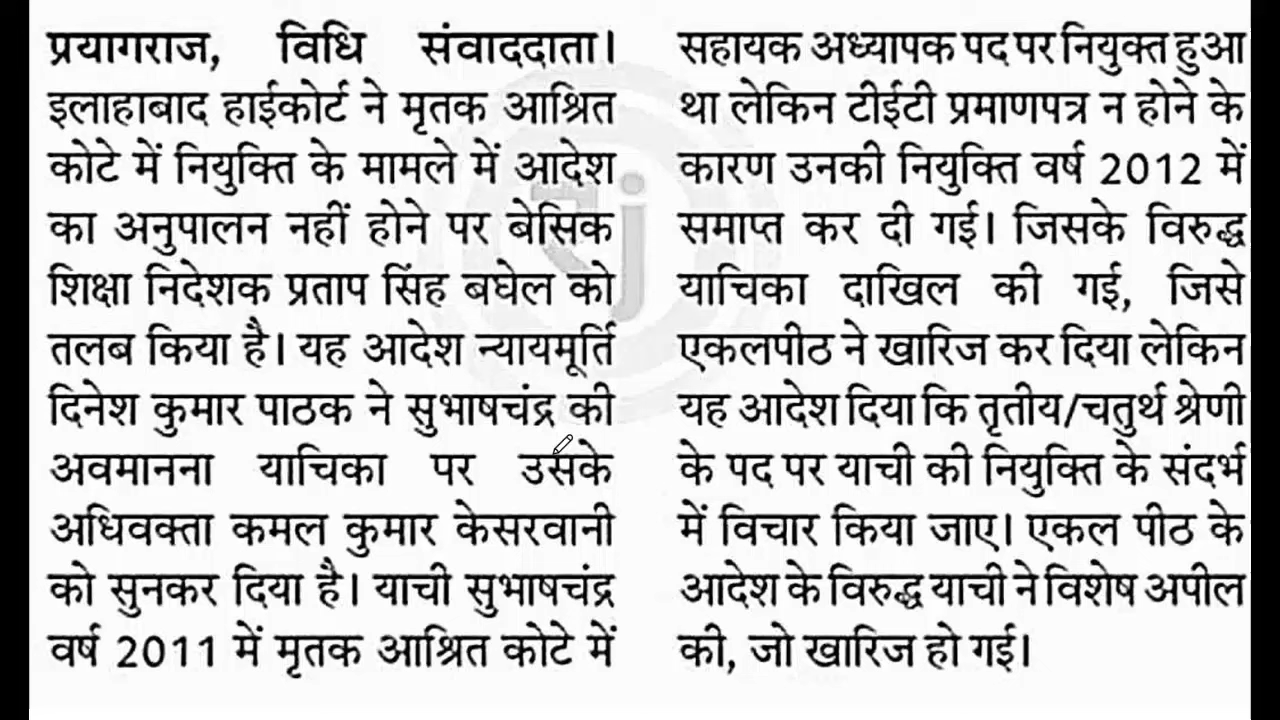 प्रयागराज, विधि संवाददाता।
इलाहाबाद हाईकोर्ट ने मृतक आश्रित
कोटे में नियुक्ति के मामले में आदेश
का अनुपालन नहीं होने पर बेसिक
शिक्षा निदेशक प्रताप सिंह बघेल को
तलब किया है। यह आदेश न्यायमूर्ति
दिनेश कुमार पाठक ने सुभाषचंद्र की
अवमानना याचिका पर उसके
अधिवक्ता कमल कुमार केसरवानी
को सुनकर दिया है। याची सुभाषचंद्र
वर्ष 2011 में मृतक आश्रित कोटे में
सहायक अध्यापक पद पर नियुक्त हुआ
था लेकिन टीईटी प्रमाणपत्र न होने के
कारण उनकी नियुक्ति वर्ष 2012 में
समाप्त कर दी गई। जिसके विरुद्ध
याचिका दाखिल की गई, जिसे
एकलपीठ ने खारिज कर दिया लेकिन
यह आदेश दिया कि तृतीय/चतुर्थ श्रेणी
के पद पर याची की नियुक्ति के संदर्भ
में विचार किया जाए। एकल पीठ के
आदेश के विरुद्ध याची ने विशेष अपील
की, जो खारिज हो गई।